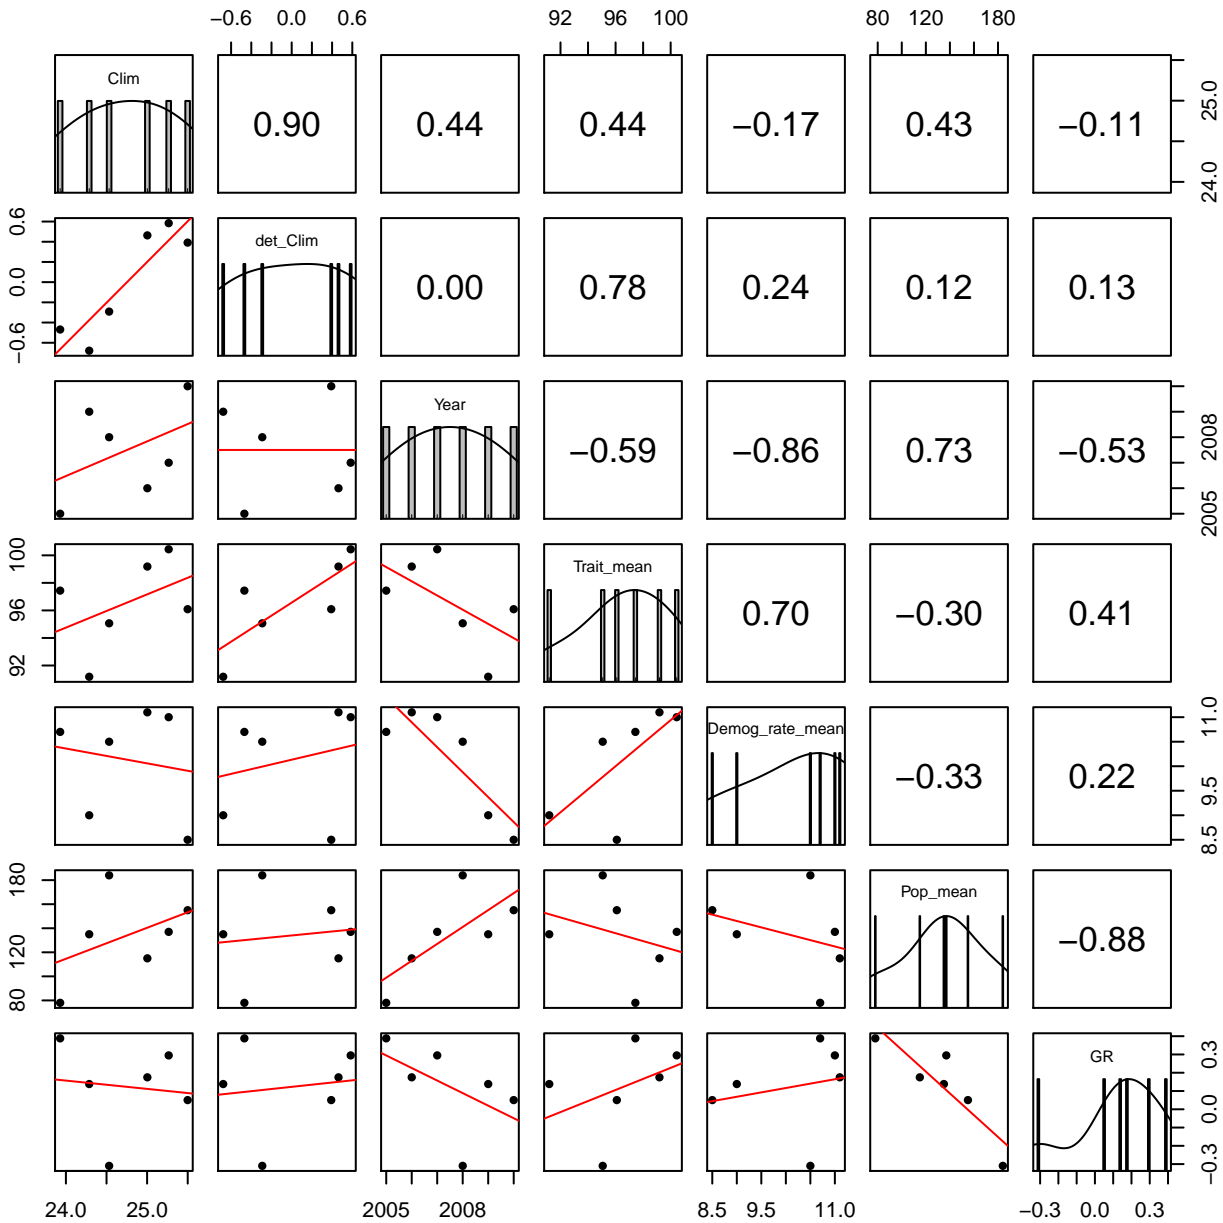 −0.6 0.0 0.6 92 96 100 80 120 180
Clim 0.90 0.44 0.44 −0.17 0.43 −0.11 24.0 25.0
−0.6 0.0 0.6 det_Clim 0.00 0.78 0.24 0.12 0.13
Year −0.59 −0.86 0.73 −0.53 2005 2008
92 96 100 Trait_mean 0.70 −0.30 0.41
Demog_rate_mean −0.33 0.22 8.5 9.5 11.0
80 120 180 Pop_mean −0.88
GR −0.3 0.0 0.3
24.0 25.0 2005 2008 8.5 9.5 11.0 −0.3 0.0 0.3